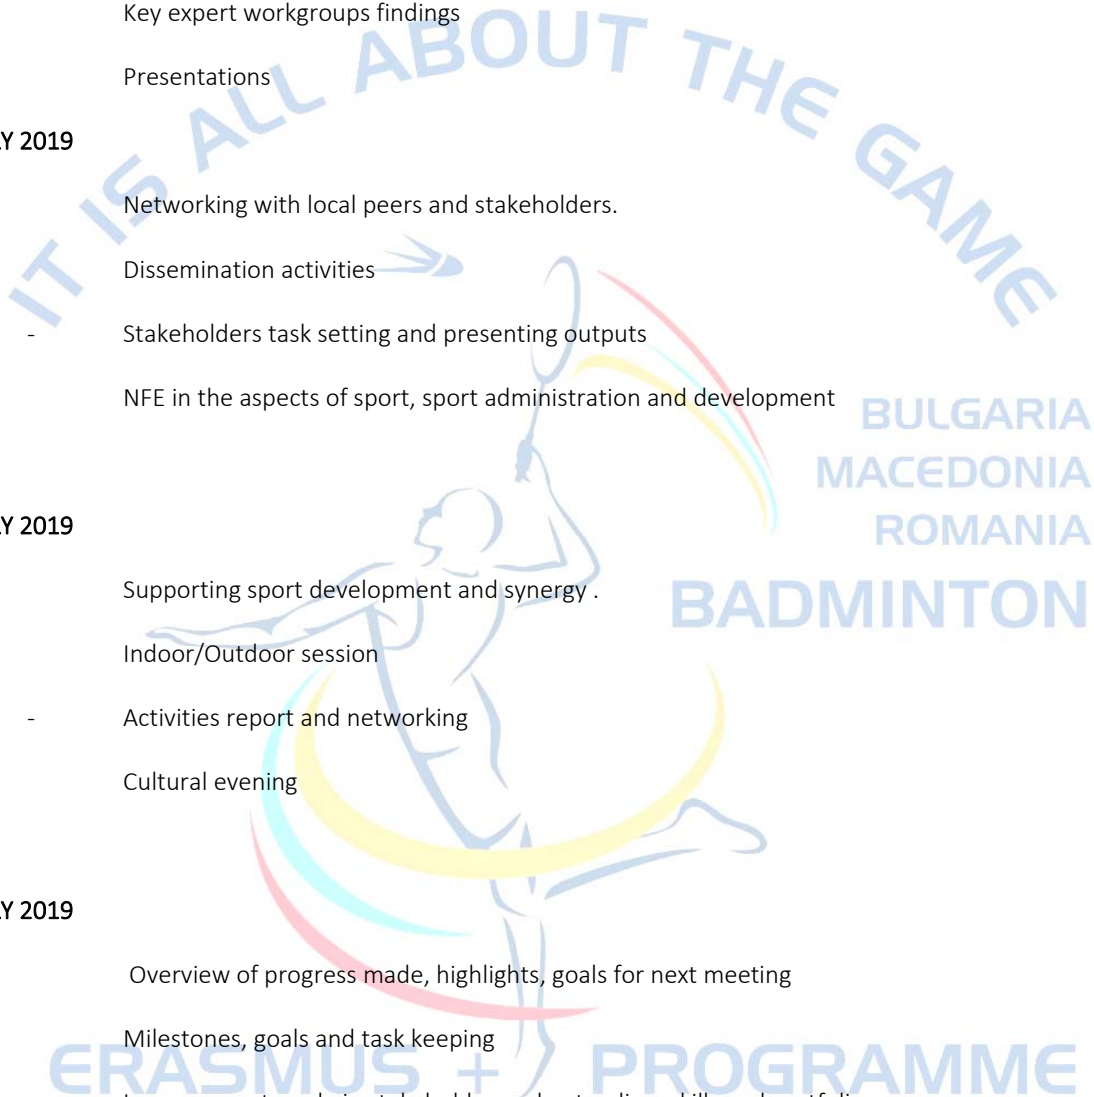 Key expert workgroups findings
Presentations
IT IS ALL ABOUT THE GAME
Y 2019
Networking with local peers and stakeholders.
Dissemination activities
- Stakeholders task setting and presenting outputs
NFE in the aspects of sport, sport administration and development
BULGARIA
MACEDONIA
ROMANIA
BADMINTON
Y 2019
Supporting sport development and synergy .
Indoor/Outdoor session
- Activities report and networking
Cultural evening
Y 2019
Overview of progress made, highlights, goals for next meeting
Milestones, goals and task keeping
ERASMUS + PROGRAMME